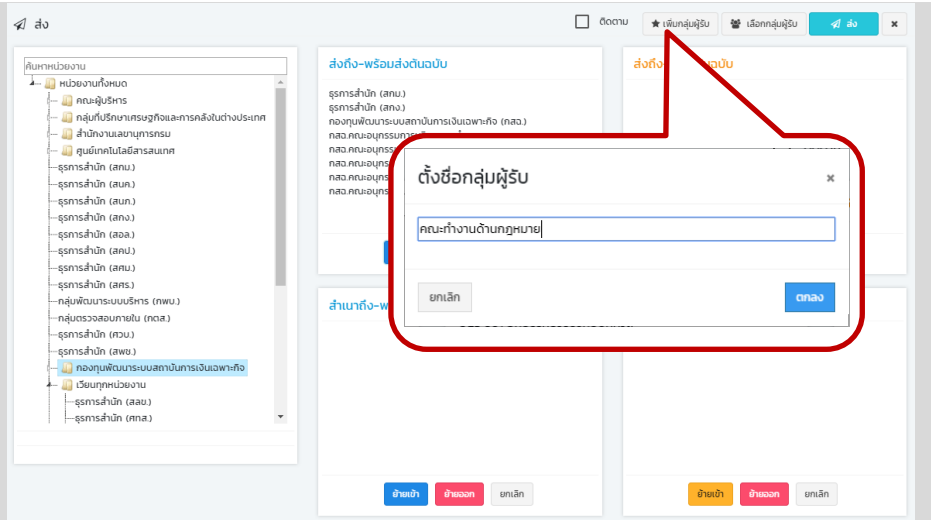 ส่ง
ติดตาม
เพิ่มกลุ่มผู้รับ
เลือกกลุ่มผู้รับ
ส่ง
ค้นหาหน่วยงาน
หน่วยงานทั้งหมด
คณะผู้บริหาร
กลุ่มที่ปรึกษาเศรษฐกิจและการคลังในต่างประเทศ
สำนักงานเลขานุการกรม
ศูนย์เทคโนโลยีสารสนเทศ
ธุรการสำนัก (สกม.)
ธุรการสำนัก (สนค.)
ธุรการสำนัก (สนภ.)
ธุรการสำนัก (สกง.)
ธุรการสำนัก (สอล.)
ธุรการสำนัก (สคป.)
ธุรการสำนัก (สศม.)
ธุรการสำนัก (สศร.)
กลุ่มพัฒนาระบบบริหาร (กพบ.)
กลุ่มตรวจสอบภายใน (กตส.)
ธุรการสำนัก (ศวบ.)
ธุรการสำนัก (สพช.)
กองทุนพัฒนาระบบสถาบันการเงินเฉพาะกิจ
เวียนทุกหน่วยงาน
ธุรการสำนัก (สลข.)
ธุรการสำนัก (ศทส.)
ส่งถึง-พร้อมส่งต้นฉบับ
ธุรการสำนัก (สกม.)
ธุรการสำนัก (สกง.)
กองทุนพัฒนาระบบสถาบันการเงินเฉพาะกิจ (กสฉ.)
ส่งถึง
ตั้งชื่อกลุ่มผู้รับ
คณะทำงานด้านกฎหมาย
ยกเลิก
ตกลง
สำเนาถึง-พ
ย้ายเข้า
ย้ายออก
ยกเลิก
ย้ายเข้า
ย้ายออก
ยกเลิก